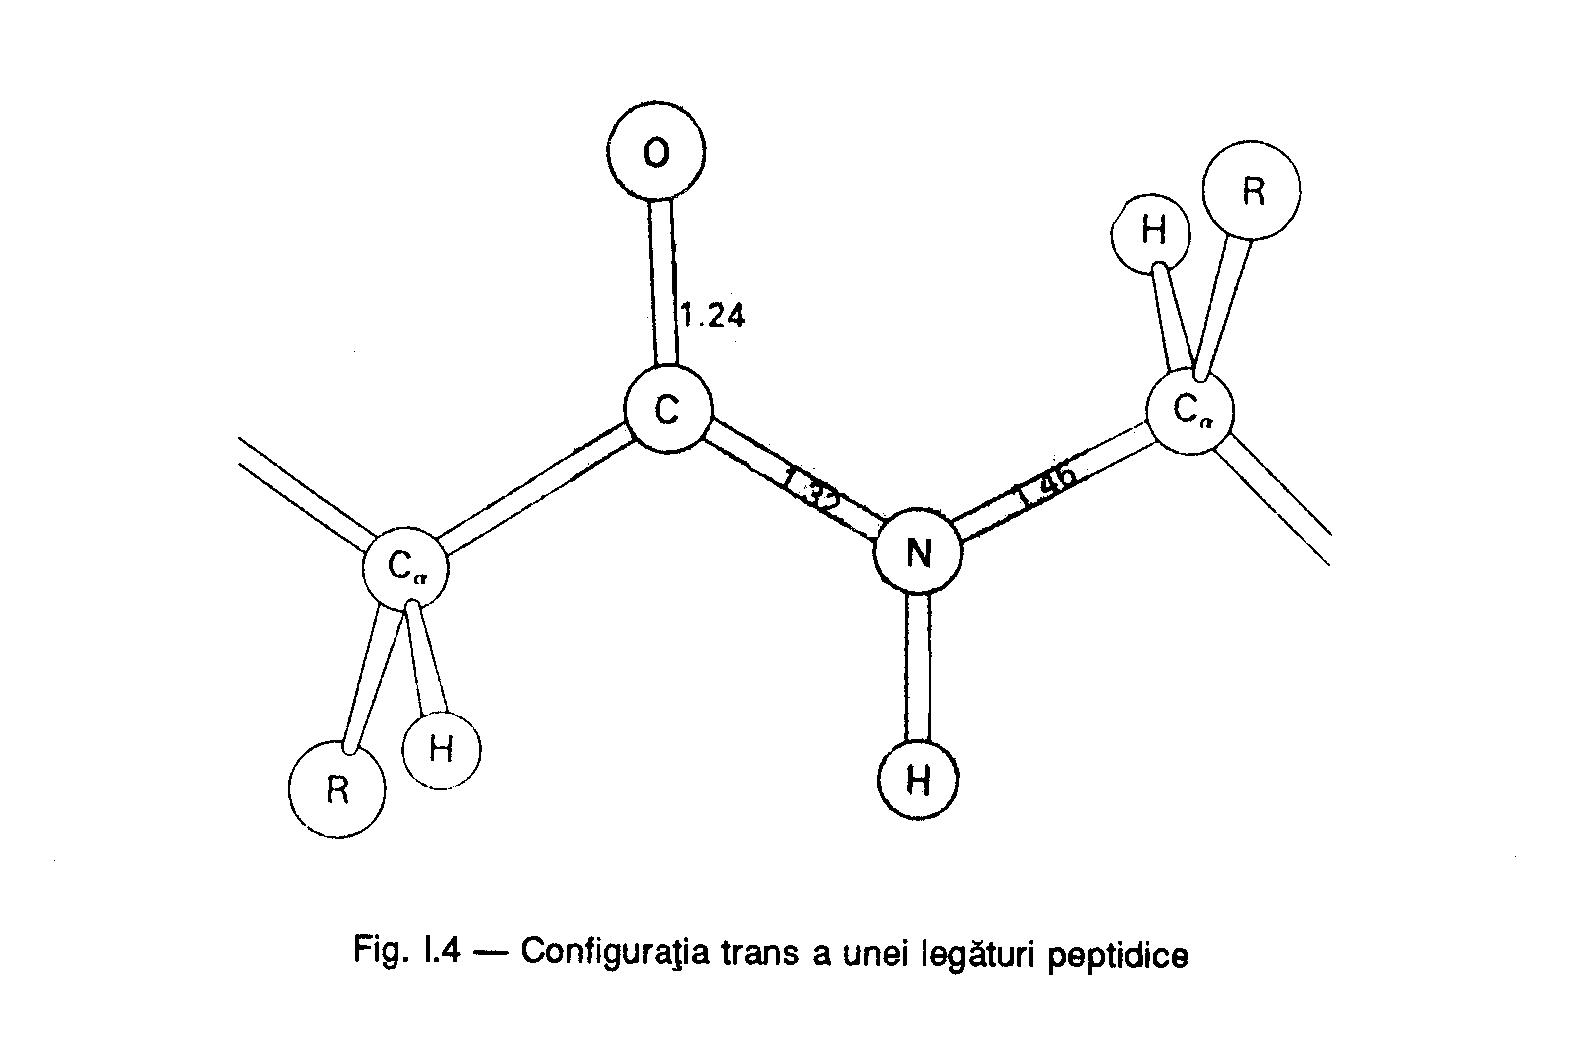 O
R
H
1.24
C
Cα
1.32
1.46
N
Cα
H
R
H
Fig. I.4 — Configuraţia trans a unei legături peptidice